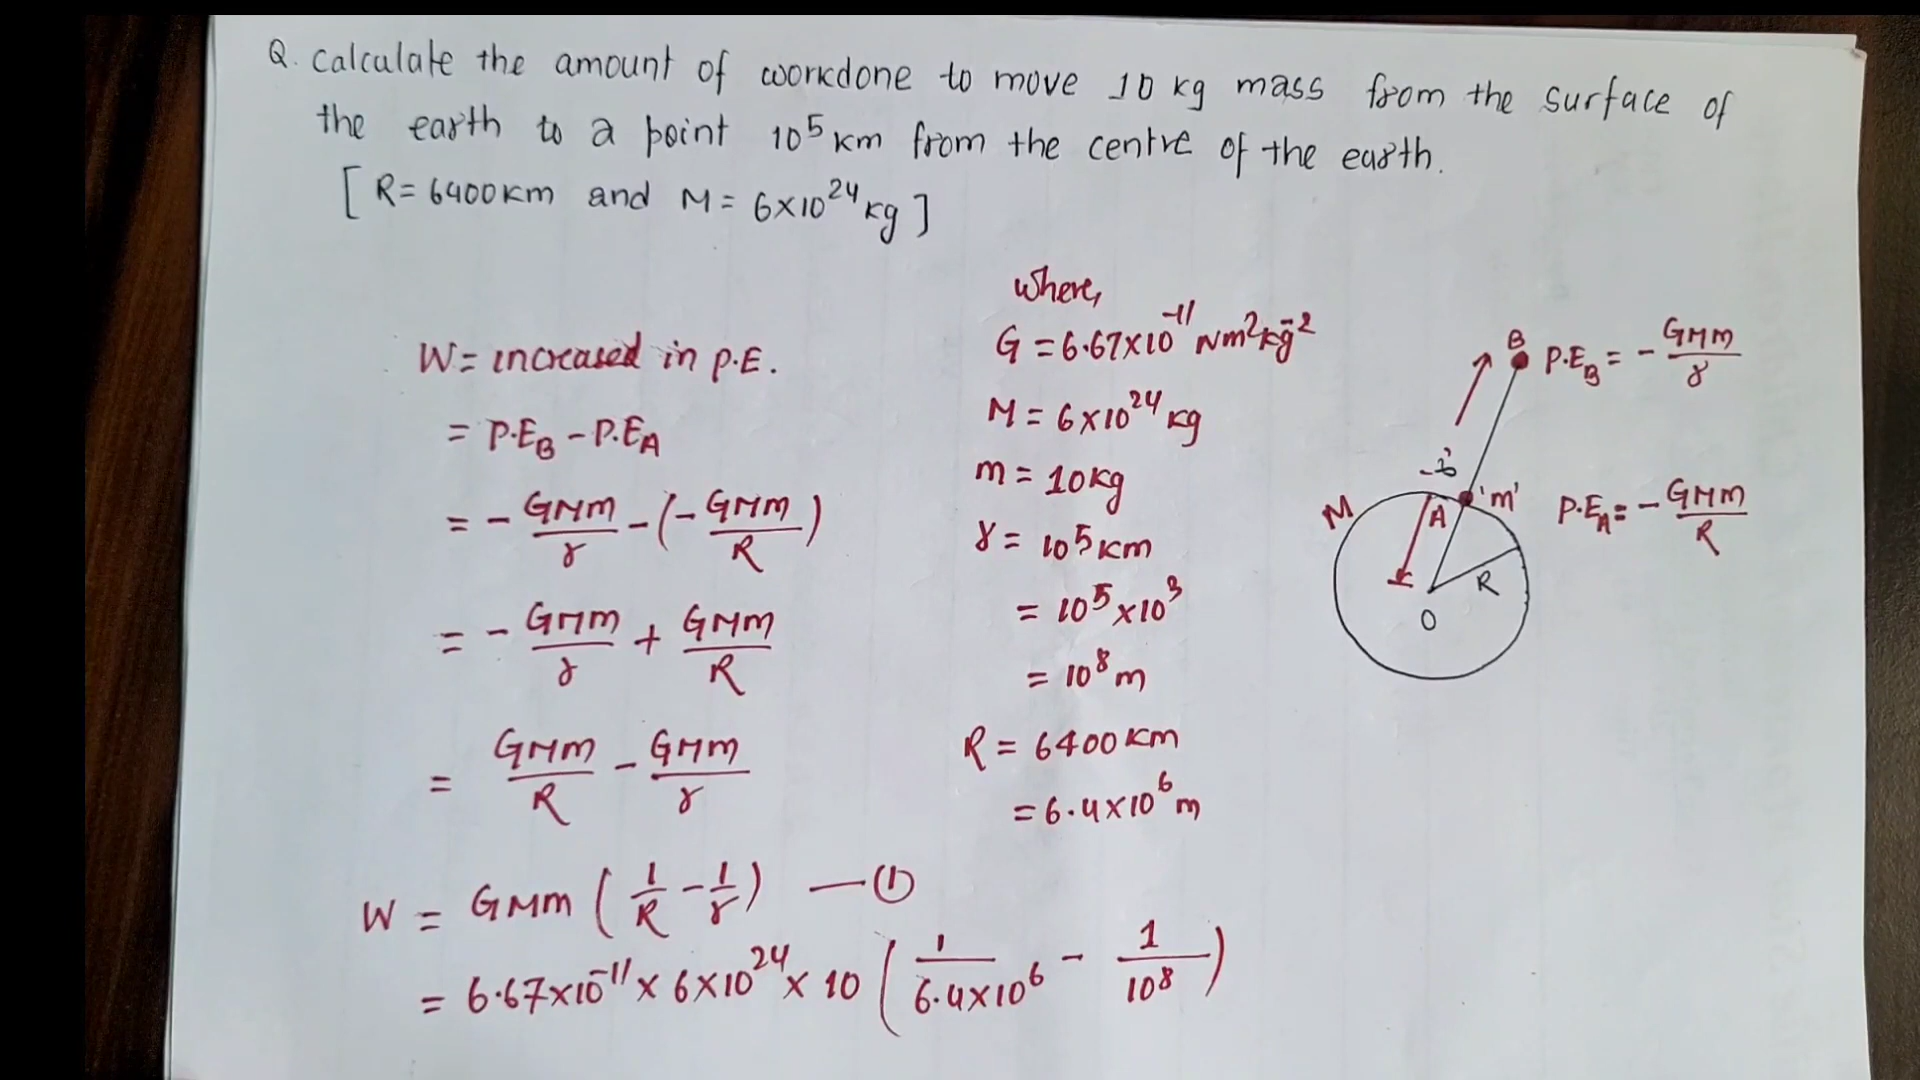 Q. Calculate the amount of workdone to move 10 kg mass from the surface of
the earth to a point 10⁵ km from the centre of the earth.
[ R = 6400 km and M = 6×10²⁴ kg ]
W = increased in P.E.
= P.E_B - P.E_A
= - GMm/r - (- GMm/R)
= - GMm/r + GMm/R
= GMm/R - GMm/r
W = GMm ( 1/R - 1/r ) — ①
= 6.67×10⁻¹¹ × 6×10²⁴ × 10 ( 1/6.4×10⁶ - 1/10⁸ )
where,
G = 6.67×10⁻¹¹ Nm²kg⁻²
M = 6×10²⁴ kg
m = 10kg
r = 10⁵ km
= 10⁵ × 10³
= 10⁸ m
R = 6400 km
= 6.4×10⁶ m
B P.E_B = - GMm/r
M A 'm' P.E_A = - GMm/R
R
O